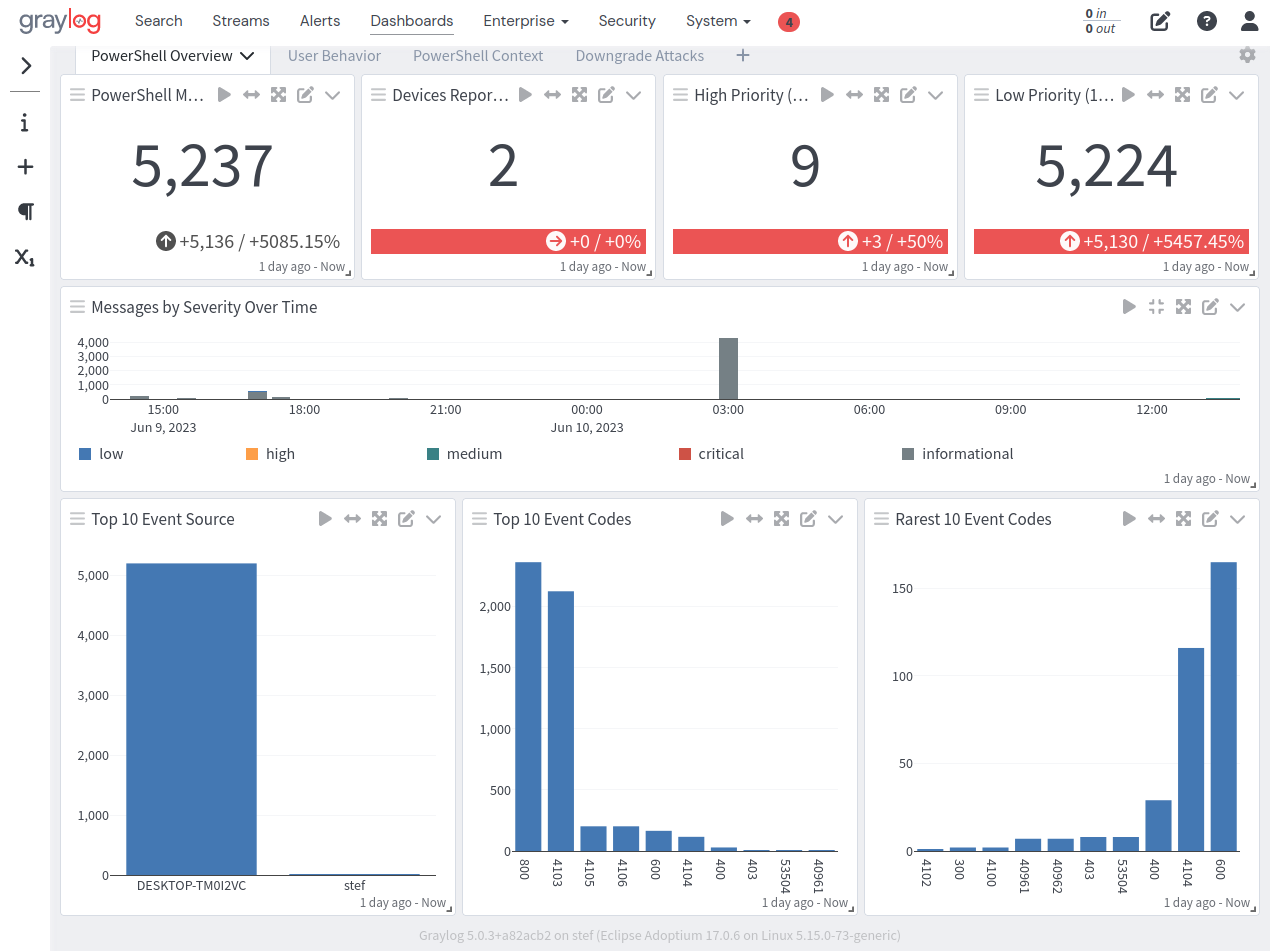 graylog Search Streams Alerts Dashboards Enterprise Security System 4 0 in
0 out
PowerShell Overview User Behavior PowerShell Context Downgrade Attacks
PowerShell M... Devices Repor... High Priority (... Low Priority (1...
5,237 2 9 5,224
+5,136 / +5085.15% +0 / +0% +3 / +50% +5,130 / +5457.45%
1 day ago - Now 1 day ago - Now 1 day ago - Now 1 day ago - Now
Messages by Severity Over Time
4,000
3,000
2,000
1,000
0
15:00 18:00 21:00 00:00 03:00 06:00 09:00 12:00
Jun 9, 2023 Jun 10, 2023
low high medium critical informational
1 day ago - Now
Top 10 Event Source
5,000
4,000
3,000
2,000
1,000
0
DESKTOP-TM0I2VC stef
1 day ago - Now
Top 10 Event Codes
2,000
1,500
1,000
500
0
800 4103 4105 4106 600 4104 400 403 53504 40961
1 day ago - Now
Rarest 10 Event Codes
150
100
50
0
4102 300 4100 40961 40962 403 53504 400 4104 600
1 day ago - Now
Graylog 5.0.3+a82acb2 on stef (Eclipse Adoptium 17.0.6 on Linux 5.15.0-73-generic)